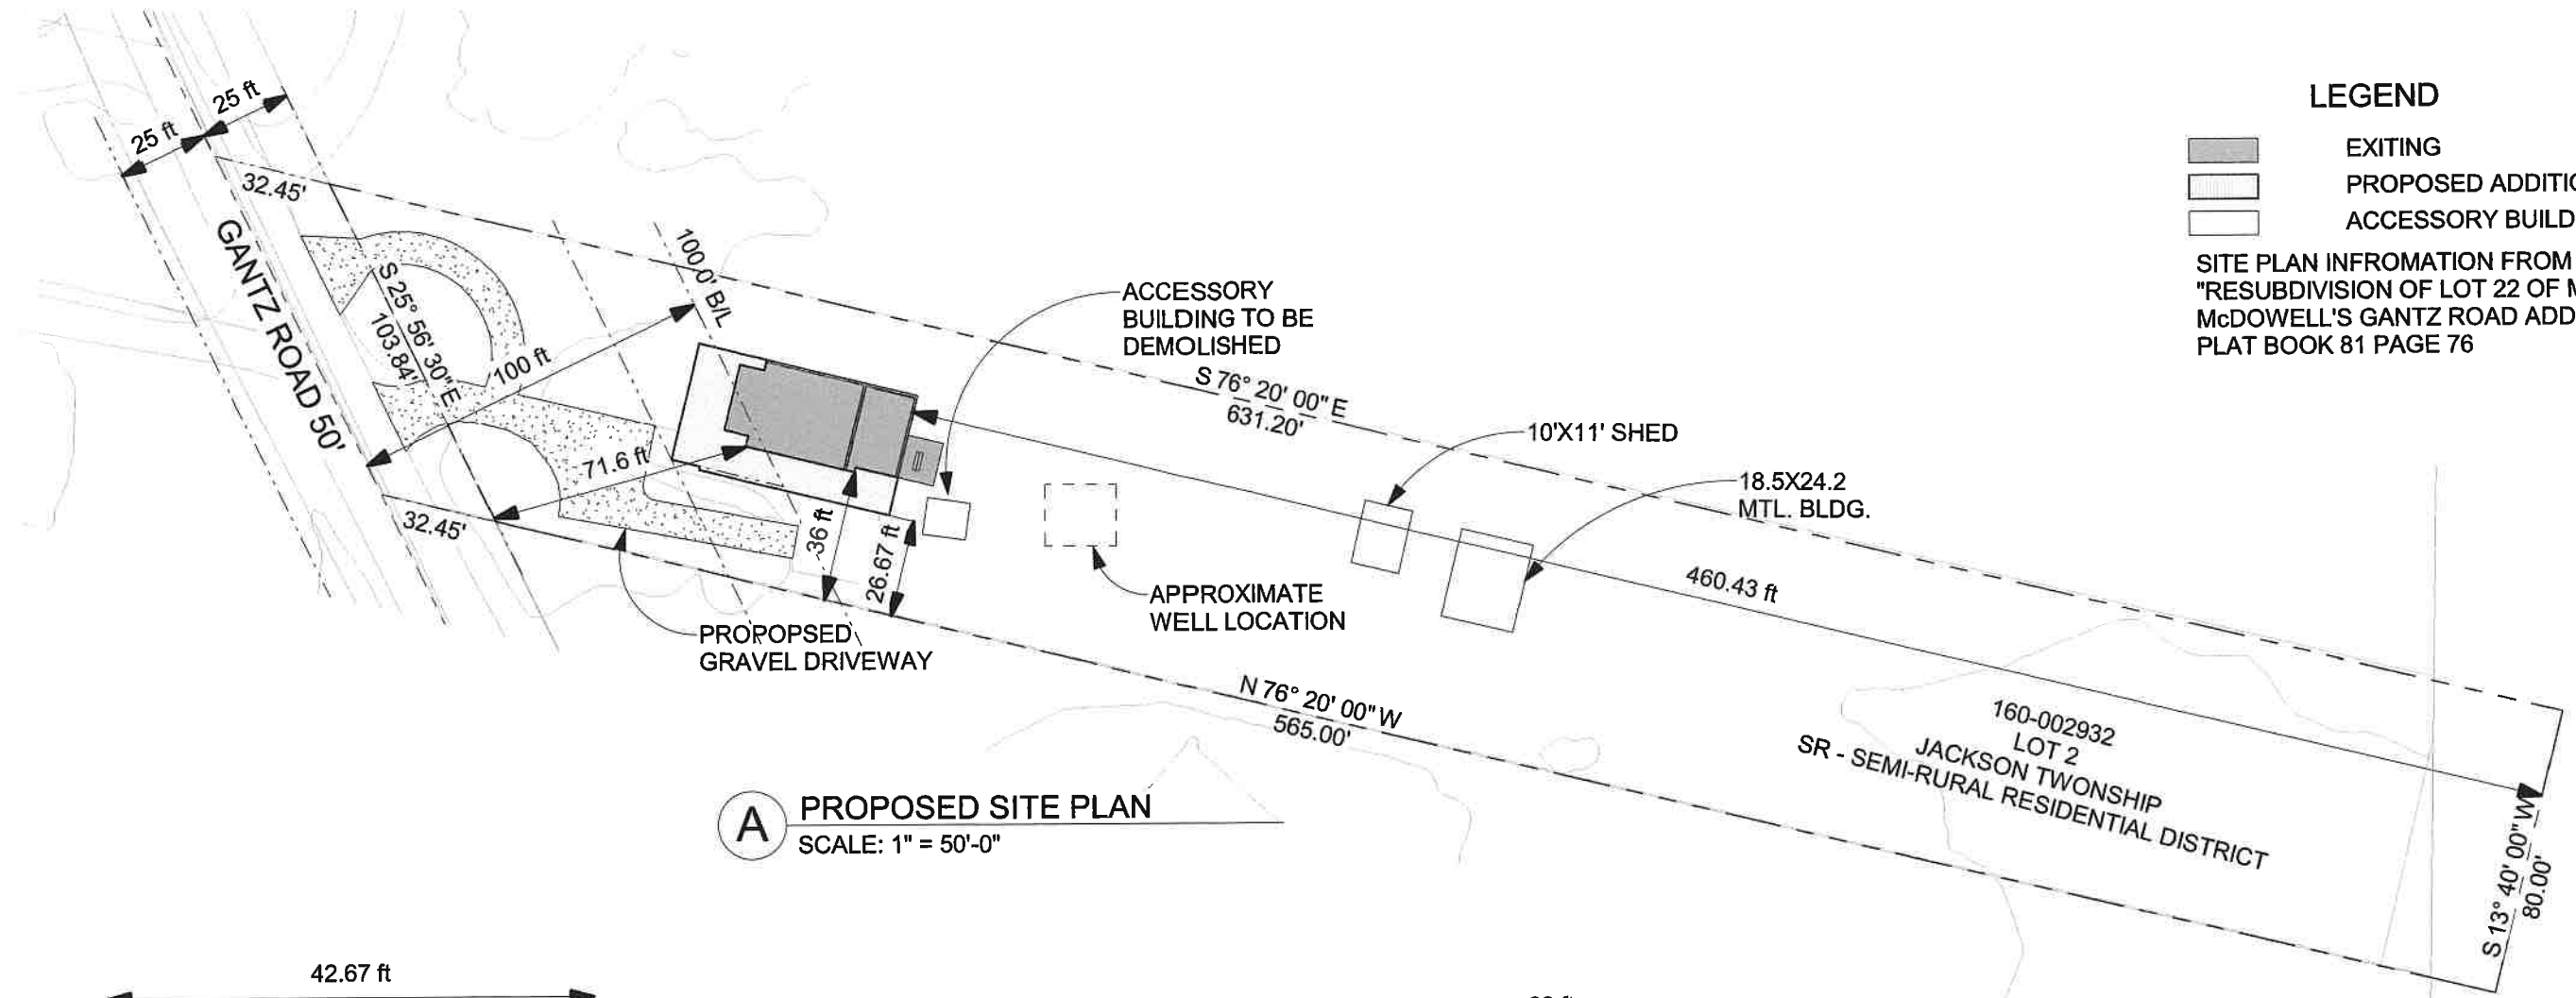 LEGEND
EXITING
PROPOSED ADDITIO
ACCESSORY BUILD
SITE PLAN INFROMATION FROM
"RESUBDIVISION OF LOT 22 OF M
McDOWELL'S GANTZ ROAD ADD
PLAT BOOK 81 PAGE 76
25 ft
25 ft
32.45'
GANTZ ROAD 50'
S 25° 56' 30" E
103.84'
100 ft
100.0' B/L
71.6 ft
32.45'
36 ft
26.67 ft
ACCESSORY
BUILDING TO BE
DEMOLISHED
S 76° 20' 00" E
631.20'
10'X11' SHED
18.5X24.2
MTL. BLDG.
460.43 ft
APPROXIMATE
WELL LOCATION
PROPOPSED
GRAVEL DRIVEWAY
N 76° 20' 00" W
565.00'
160-002932
LOT 2
JACKSON TWONSHIP
SR - SEMI-RURAL RESIDENTIAL DISTRICT
S 13° 40' 00" W
80.00'
A
PROPOSED SITE PLAN
SCALE: 1" = 50'-0"
42.67 ft